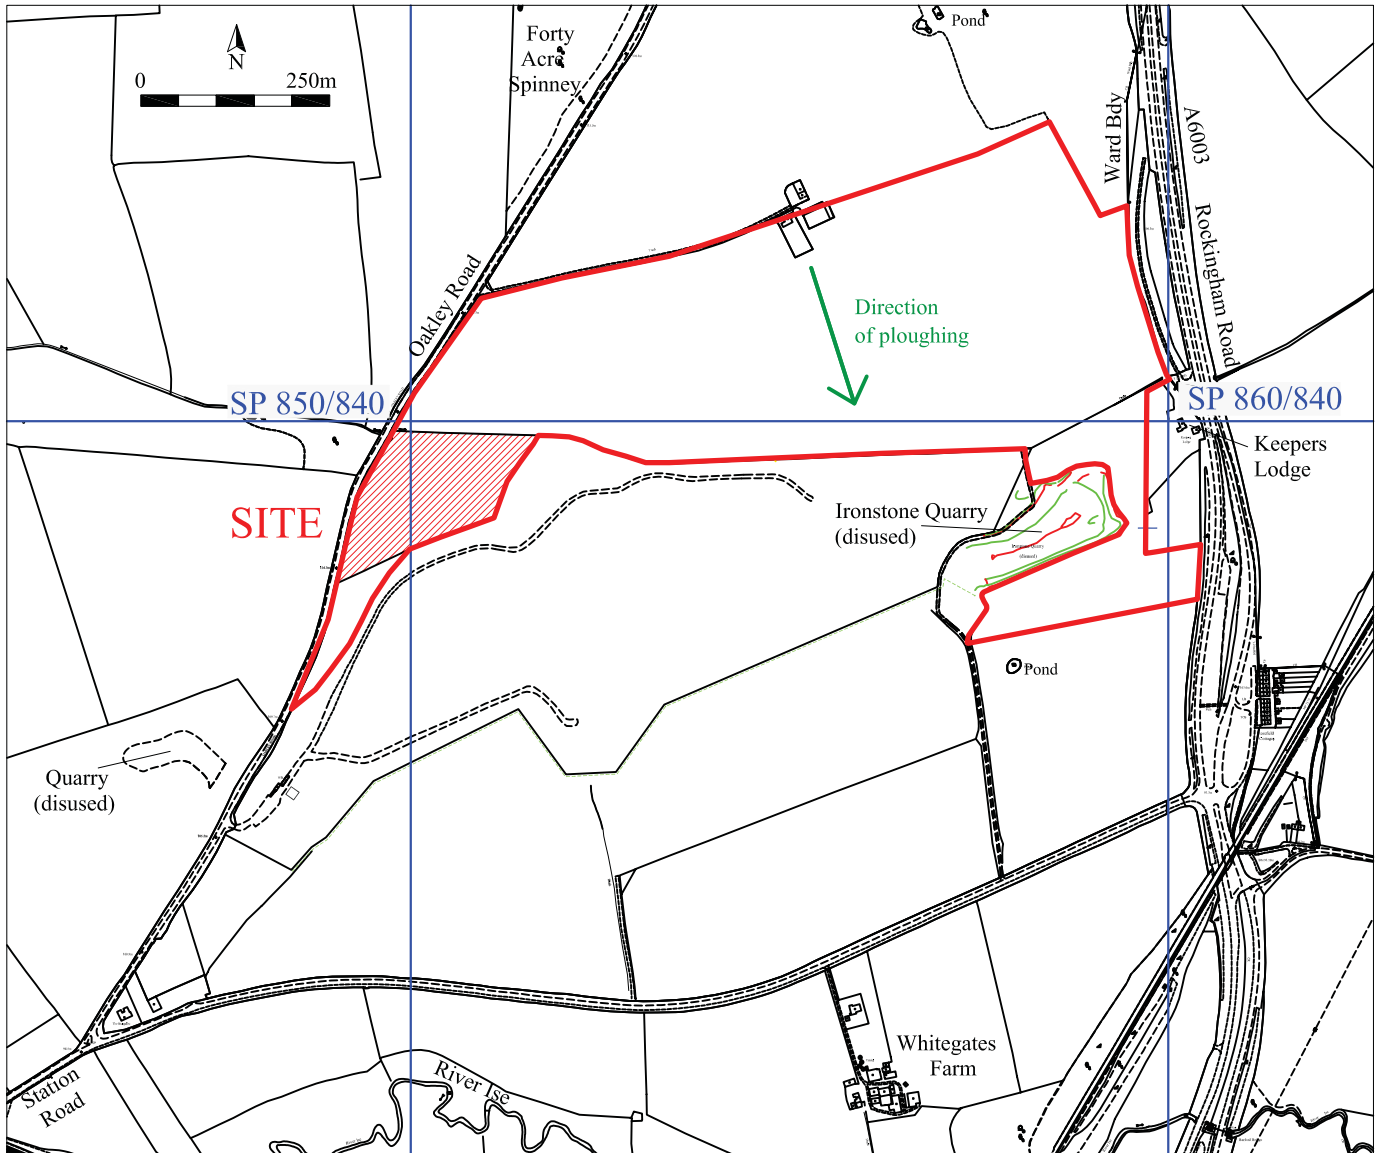 Forty
Acre
Spinney
Pond
N
0 250m
Ward Bdy
A6003
Rockingham Road
Oakley Road
Direction
of ploughing
SP 850/840
SP 860/840
Keepers
Lodge
SITE
Ironstone Quarry
(disused)
Pond
Quarry
(disused)
Whitegates
Farm
River Ise
Station
Road